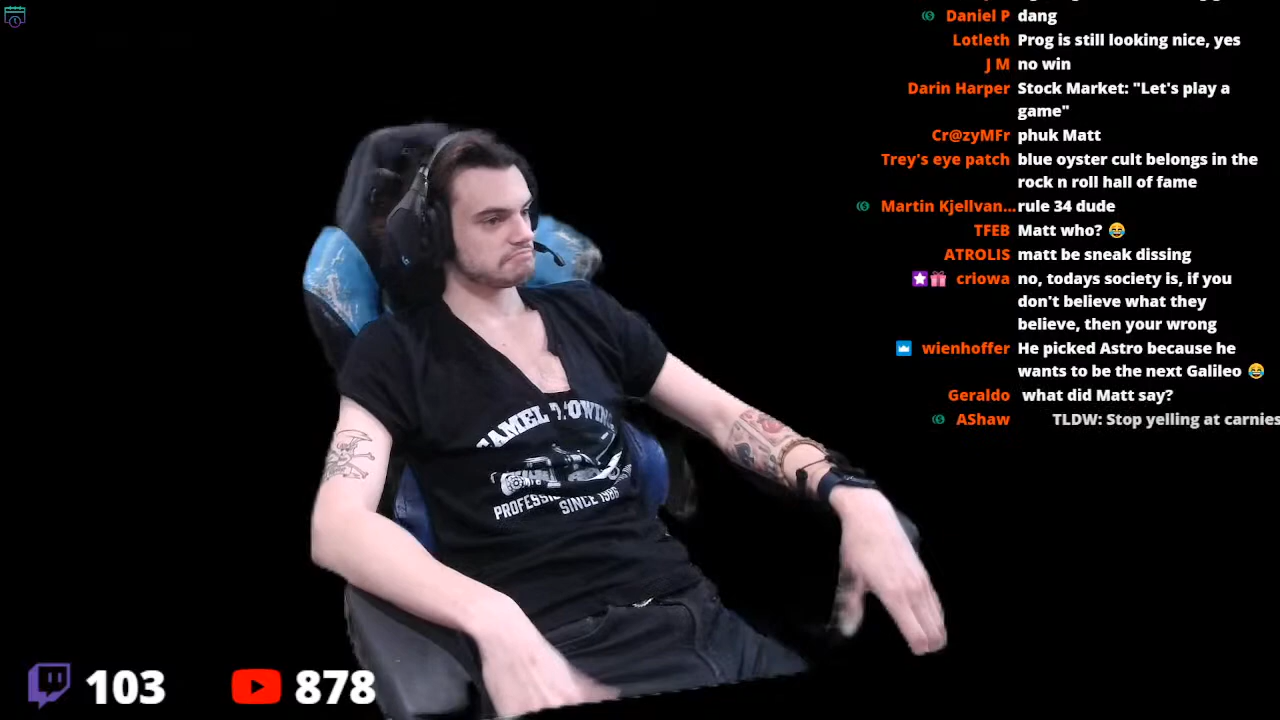 Daniel P dang
Lotleth Prog is still looking nice, yes
J M no win
Darin Harper Stock Market: "Let's play a
game"
Cr@zyMFr phuk Matt
Trey's eye patch blue oyster cult belongs in the
rock n roll hall of fame
Martin Kjellvan... rule 34 dude
TFEB Matt who? 😂
ATROLIS matt be sneak dissing
criowa no, todays society is, if you
don't believe what they
believe, then your wrong
wienhoffer He picked Astro because he
wants to be the next Galileo 😂
Geraldo what did Matt say?
AShaw TLDW: Stop yelling at carnies
SINCE
103 878